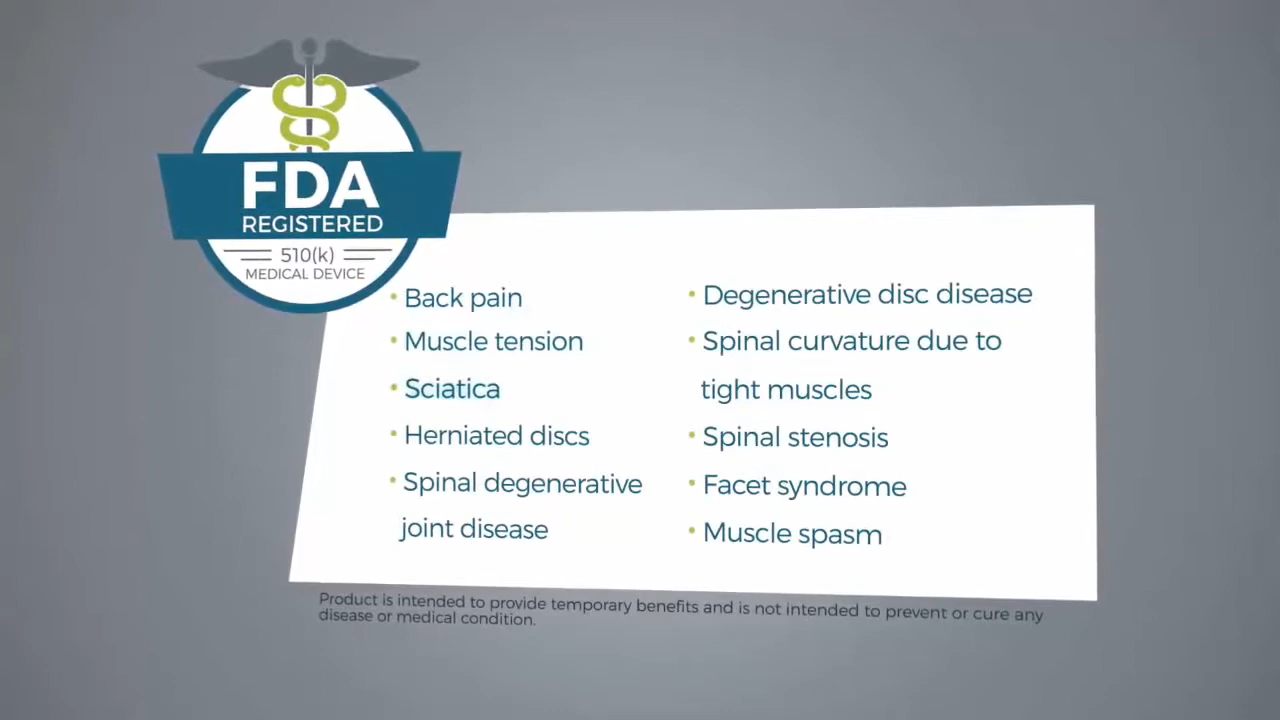 FDA
REGISTERED
510(k)
MEDICAL DEVICE
• Back pain
• Muscle tension
• Sciatica
• Herniated discs
• Spinal degenerative
joint disease
• Degenerative disc disease
• Spinal curvature due to
tight muscles
• Spinal stenosis
• Facet syndrome
• Muscle spasm
Product is intended to provide temporary benefits and is not intended to prevent or cure any
disease or medical condition.